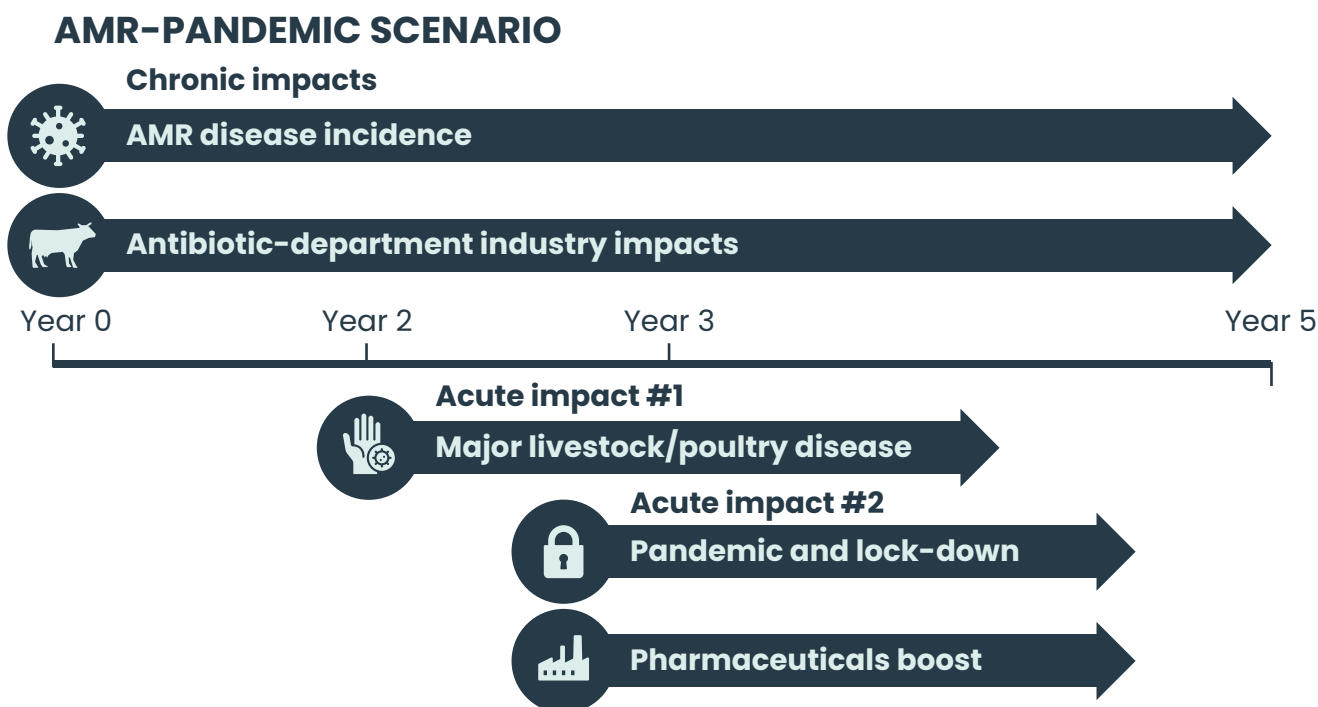 AMR-PANDEMIC SCENARIO
Chronic impacts
AMR disease incidence
Antibiotic-department industry impacts
Year 0
Year 2
Year 3
Year 5
Acute impact #1
Major livestock/poultry disease
Acute impact #2
Pandemic and lock-down
Pharmaceuticals boost